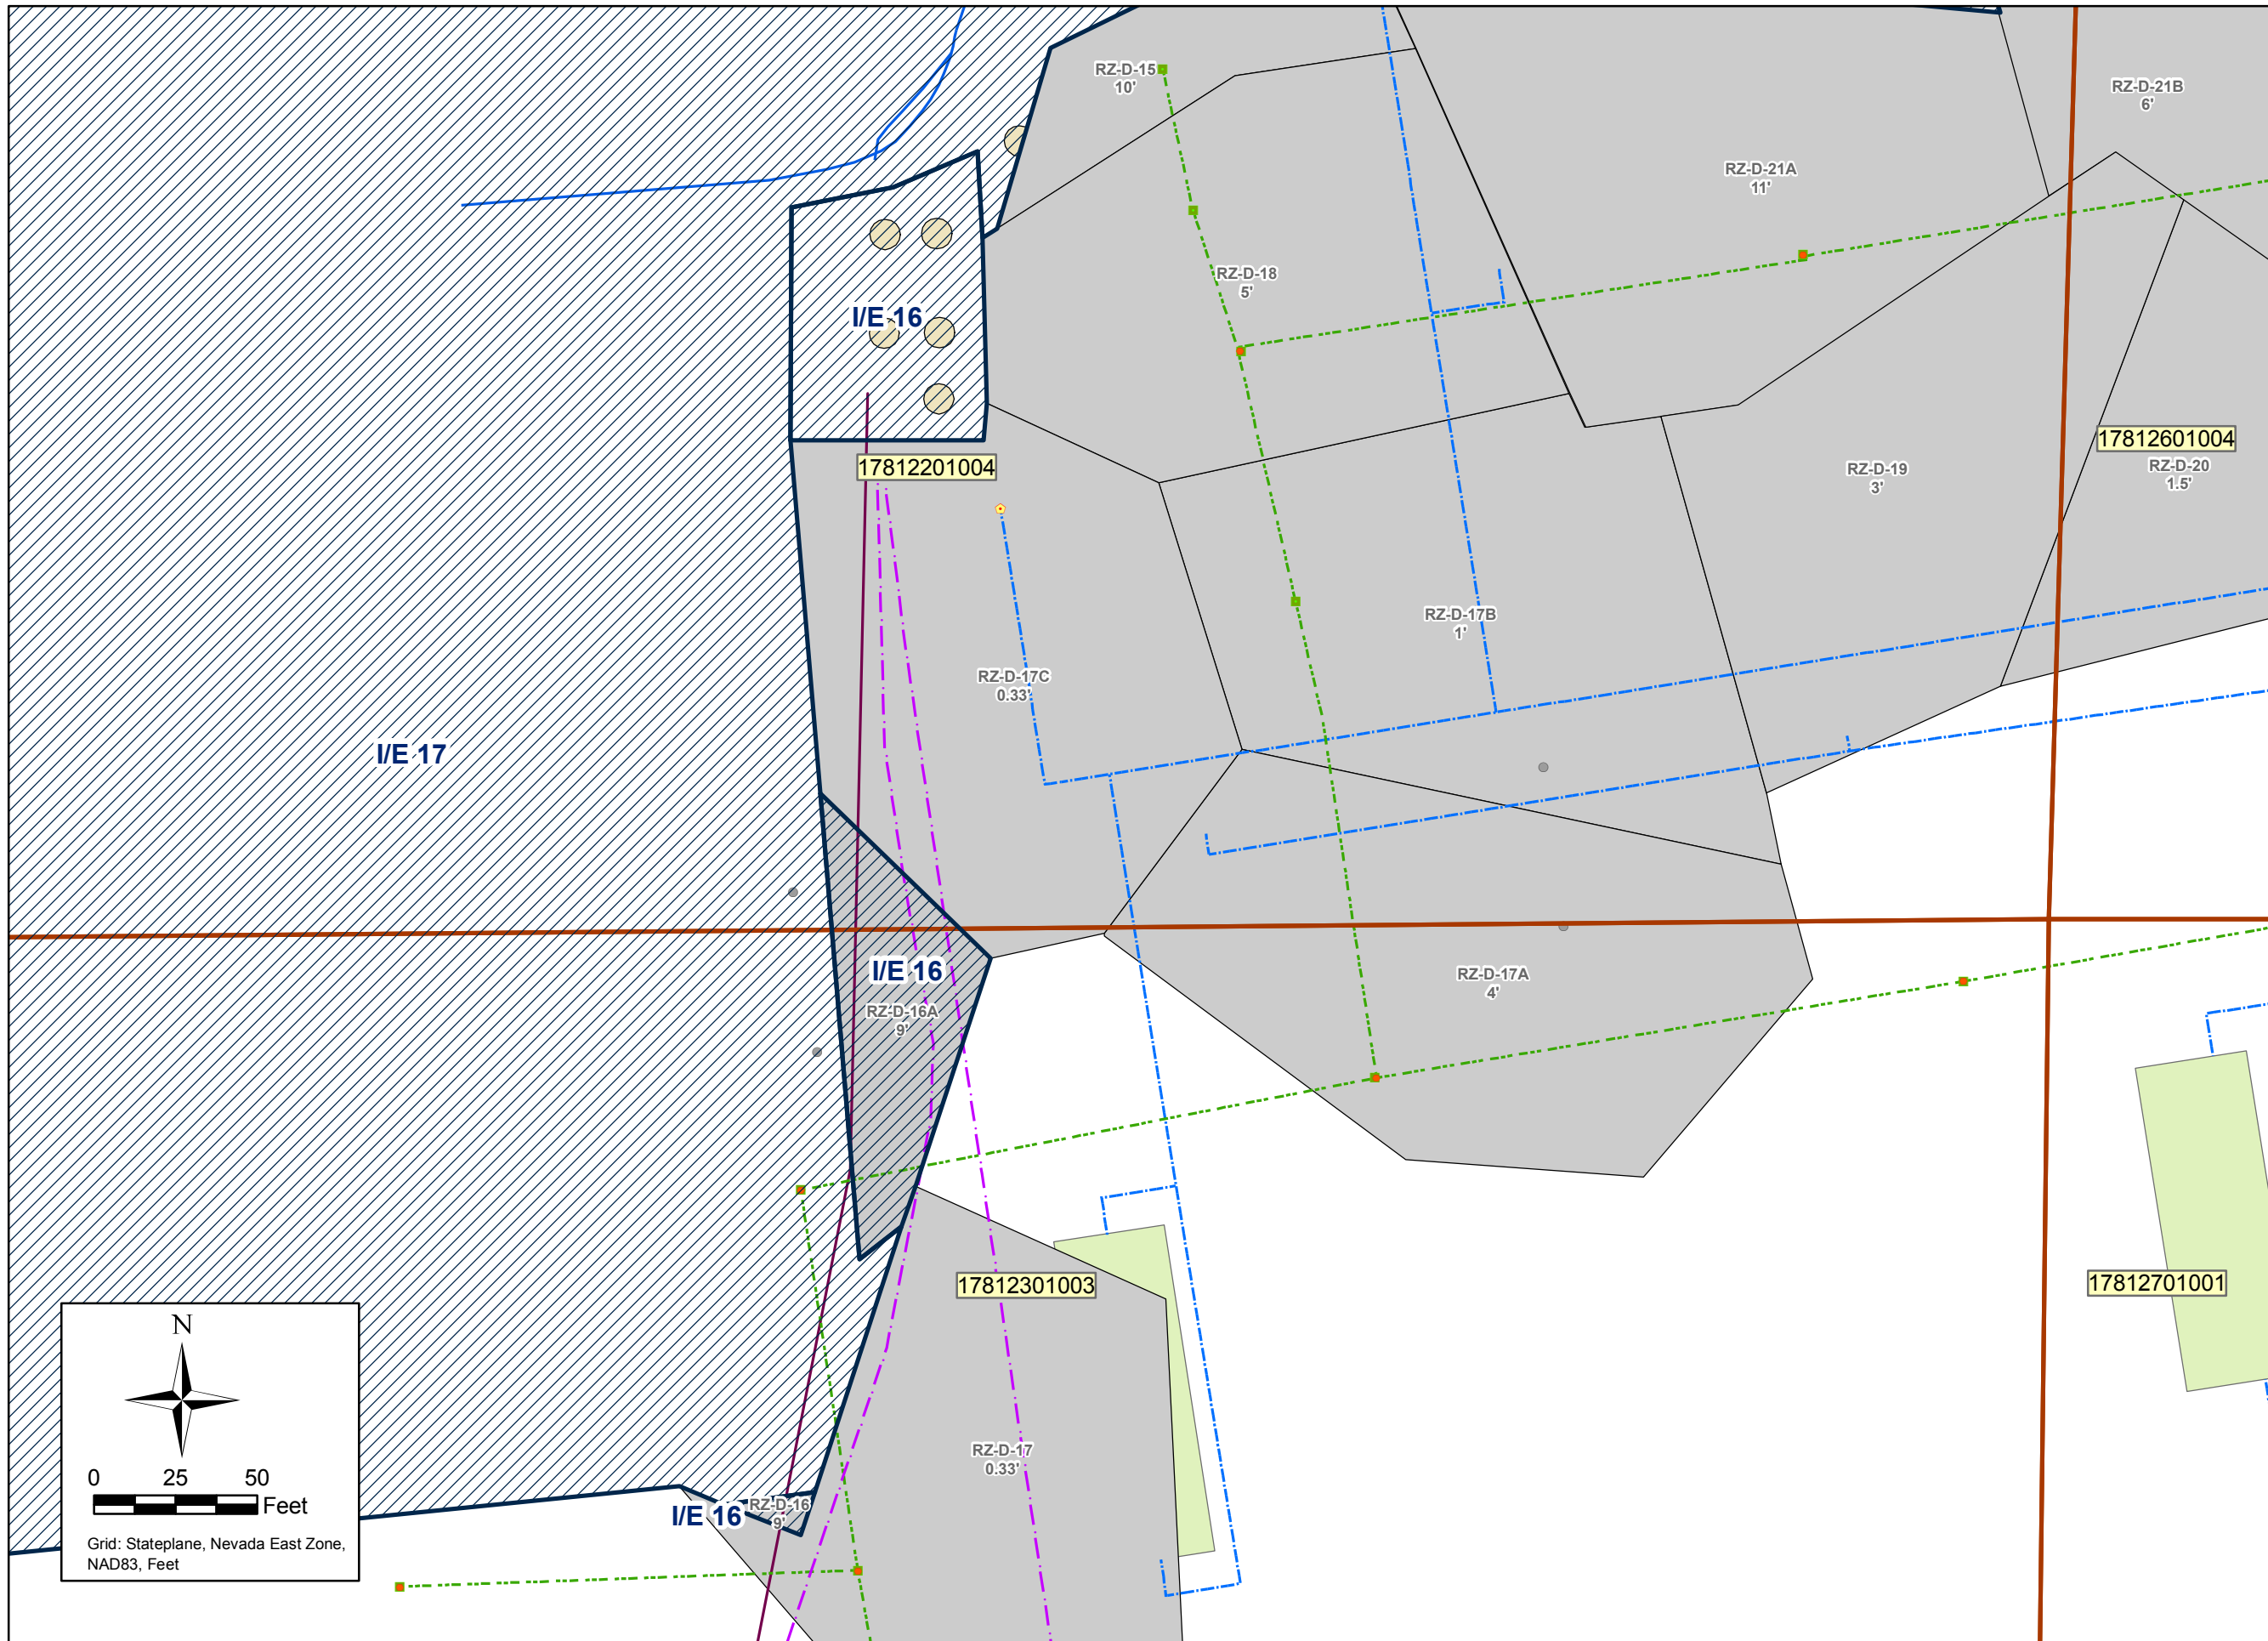 RZ-D-15
10'
RZ-D-21B
6'
RZ-D-21A
11'
RZ-D-18
5'
I/E 16
17812201004
17812601004
RZ-D-19
3'
RZ-D-20
1.5'
RZ-D-17B
1'
RZ-D-17C
0.33'
I/E 17
I/E 16
RZ-D-16A
9'
RZ-D-17A
4'
17812301003
17812701001
N
0 25 50
Feet
Grid: Stateplane, Nevada East Zone,
NAD83, Feet
RZ-D-17
0.33'
I/E 16
RZ-D-16
9'